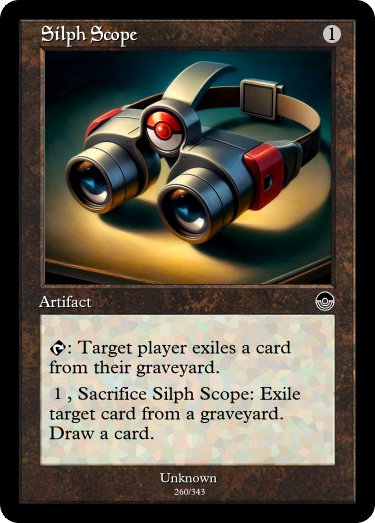 Silph Scope 1
Artifact
: Target player exiles a card
from their graveyard.
1, Sacrifice Silph Scope: Exile
target card from a graveyard.
Draw a card.
Unknown
260/343